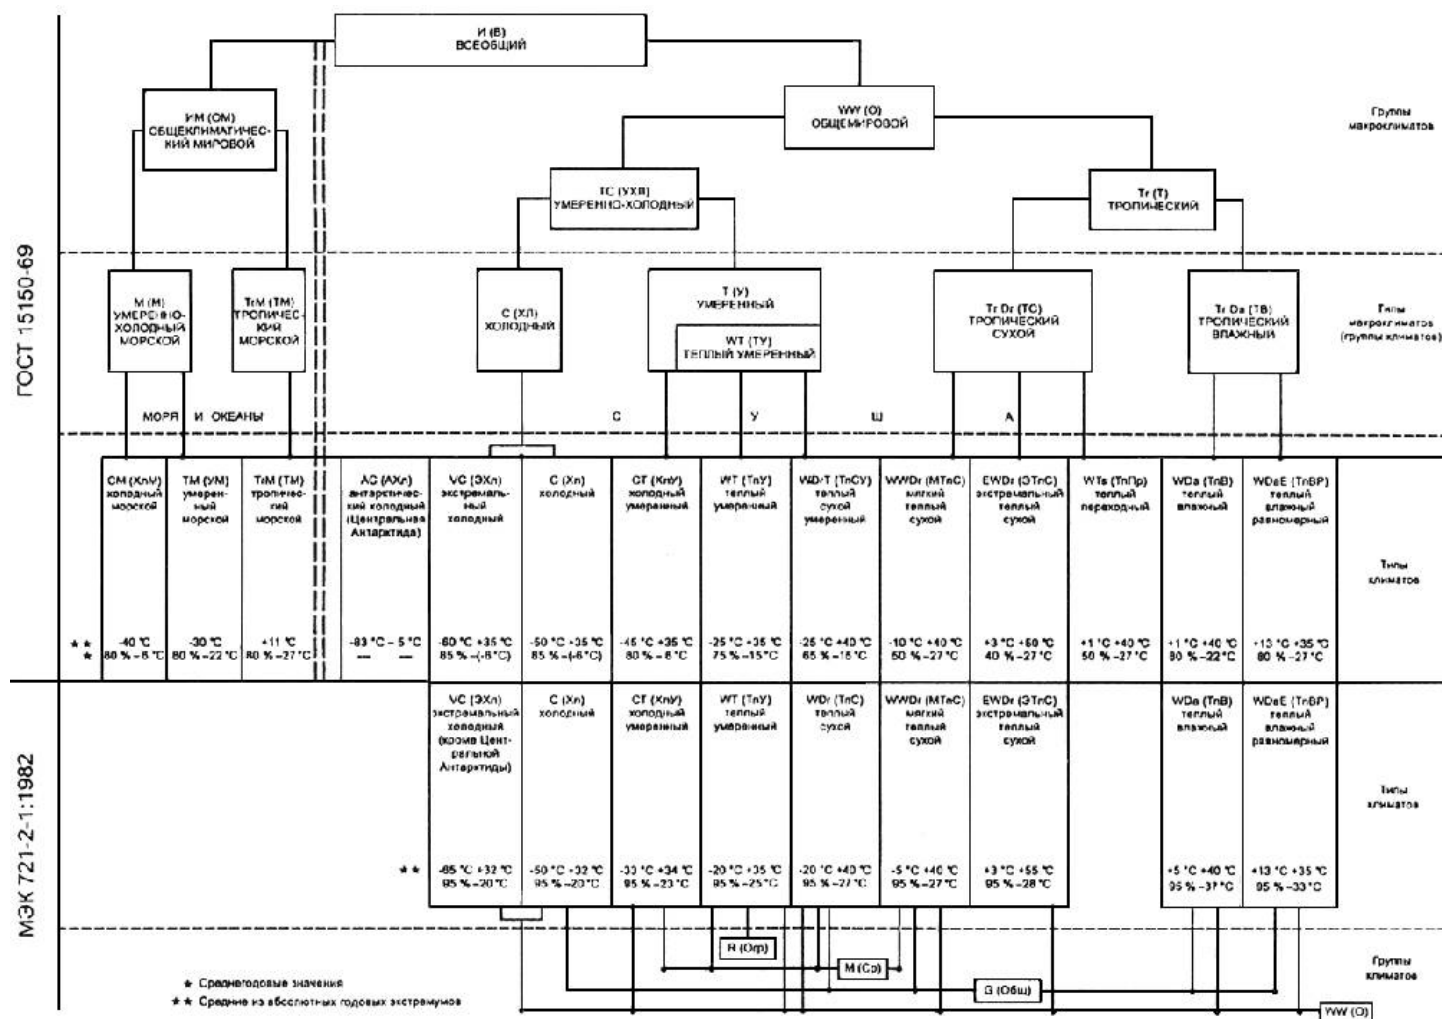 И (В)
ВСЕОБЩИЙ
ИМ (ОМ)
ОБЩЕКЛИМАТИЧЕС-
КИЙ МИРОВОЙ
WW (О)
ОБЩЕМИРОВОЙ
Группы
макроклиматов
ТС (УХЛ)
УМЕРЕННО-ХОЛОДНЫЙ
Tr (Т)
ТРОПИЧЕСКИЙ
ГОСТ 15150-69
М (М)
УМЕРЕННО-
ХОЛОДНЫЙ
МОРСКОЙ
TrM (ТМ)
ТРОПИЧЕС-
КИЙ
МОРСКОЙ
С (ХЛ)
ХОЛОДНЫЙ
Т (У)
УМЕРЕННЫЙ
WT (ТУ)
ТЕПЛЫЙ УМЕРЕННЫЙ
Tr Dr (ТС)
ТРОПИЧЕСКИЙ
СУХОЙ
Tr Da (ТВ)
ТРОПИЧЕСКИЙ
ВЛАЖНЫЙ
Типы
макроклиматов
(группы климатов)
МОРЯ И ОКЕАНЫ
С У Ш А
СМ (ХлУ)
холодный
морской
ТМ (УМ)
умерен-
ный
морской
TrM (ТМ)
тропичес-
кий
морской
АС (АХл)
антарктичес-
кий холодный
(Центральная
Антарктида)
VC (ЭХл)
экстремаль-
ный
холодный
С (Хл)
холодный
СТ (ХлУ)
холодный
умеренный
WT (ТпУ)
теплый
умеренный
WDrT (ТпСУ)
теплый
сухой
умеренный
WWDr (МТпС)
мягкий
теплый
сухой
EWDr (ЭТпС)
экстремальный
теплый
сухой
WTs (ТпПр)
теплый
переходный
WDa (ТпВ)
теплый
влажный
WDaE (ТпВР)
теплый
влажный
равномерный
Типы
климатов
★★ -40 °С -30 °С +11 °С -83 °С – 5 °С -60 °С +35 °С -50 °С +35 °С -45 °С +35 °С -25 °С +35 °С -25 °С +40 °С -10 °С +40 °С +3 °С +50 °С +1 °С +40 °С +1 °С +40 °С +13 °С +35 °С
★ 80 % –6 °С 80 % –22 °С 80 % –27 °С — — 85 % –(-6 °С) 85 % –(-6 °С) 80 % –6 °С 75 % –15 °С 65 % –15 °С 50 % –27 °С 40 % –27 °С 50 % –27 °С 80 % –22 °С 80 % –27 °С
МЭК 721-2-1:1982
VC (ЭХл)
экстремальный
холодный
(кроме Цент-
ральной
Антарктиды)
С (Хл)
холодный
СТ (ХлУ)
холодный
умеренный
WT (ТпУ)
теплый
умеренный
WDr (ТпС)
теплый
сухой
WWDr (МТпС)
мягкий
теплый
сухой
EWDr (ЭТпС)
экстремальный
теплый
сухой
WDa (ТпВ)
теплый
влажный
WDaE (ТпВР)
теплый
влажный
равномерный
Типы
климатов
★★ -65 °С +32 °С -50 °С +32 °С -33 °С +34 °С -20 °С +35 °С -20 °С +40 °С -5 °С +40 °С +3 °С +55 °С +5 °С +40 °С +13 °С +35 °С
95 % –20 °С 95 % –20 °С 95 % –23 °С 95 % –25 °С 95 % –27 °С 95 % –27 °С 95 % –28 °С 95 % –31 °С 95 % –33 °С
R (Огр)
М (Ср)
G (Общ)
WW (О)
Группы
климатов
★ Среднегодовые значения
★★ Средние из абсолютных годовых экстремумов